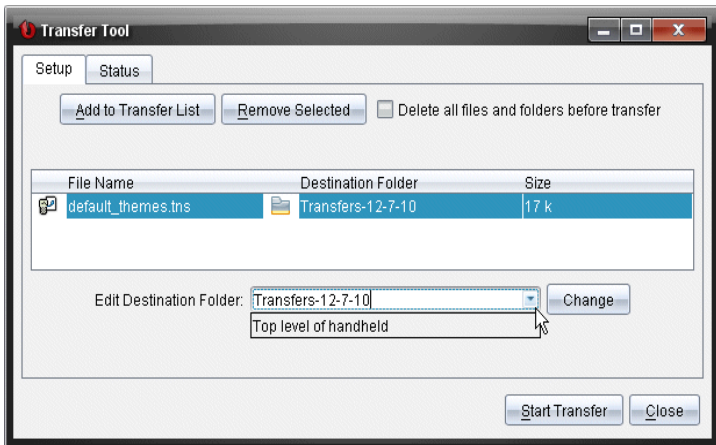 Transfer Tool
Setup Status
Add to Transfer List Remove Selected Delete all files and folders before transfer
File Name Destination Folder Size
default_themes.tns Transfers-12-7-10 17 k
Edit Destination Folder: Transfers-12-7-10 Change
Top level of handheld
Start Transfer Close